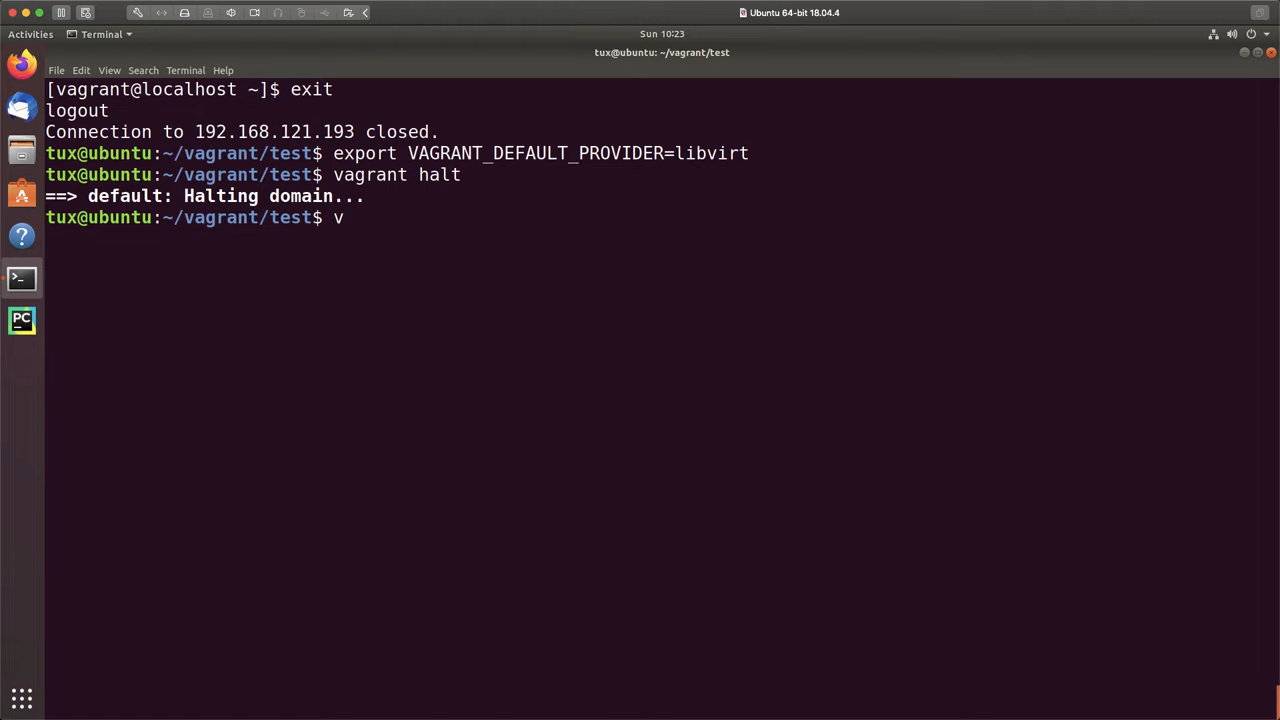 Ubuntu 64-bit 18.04.4
Activities
Terminal
Sun 10:23
tux@ubuntu: ~/vagrant/test
File Edit View Search Terminal Help
[vagrant@localhost ~]$ exit
logout
Connection to 192.168.121.193 closed.
tux@ubuntu:~/vagrant/test$ export VAGRANT_DEFAULT_PROVIDER=libvirt
tux@ubuntu:~/vagrant/test$ vagrant halt
==> default: Halting domain...
tux@ubuntu:~/vagrant/test$ v
PC